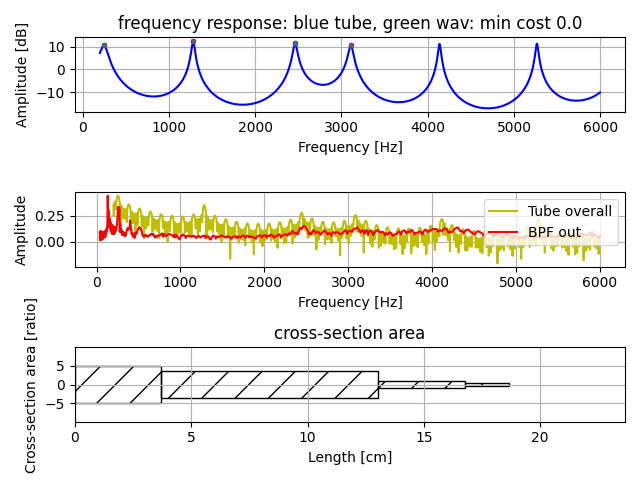 frequency response: blue tube, green wav: min cost 0.0
Amplitude [dB]
10
0
−10
0 1000 2000 3000 4000 5000 6000
Frequency [Hz]
Amplitude
0.25
0.00
Tube overall
BPF out
0 1000 2000 3000 4000 5000 6000
Frequency [Hz]
cross-section area
Cross-section area [ratio]
5
0
−5
0 5 10 15 20
Length [cm]